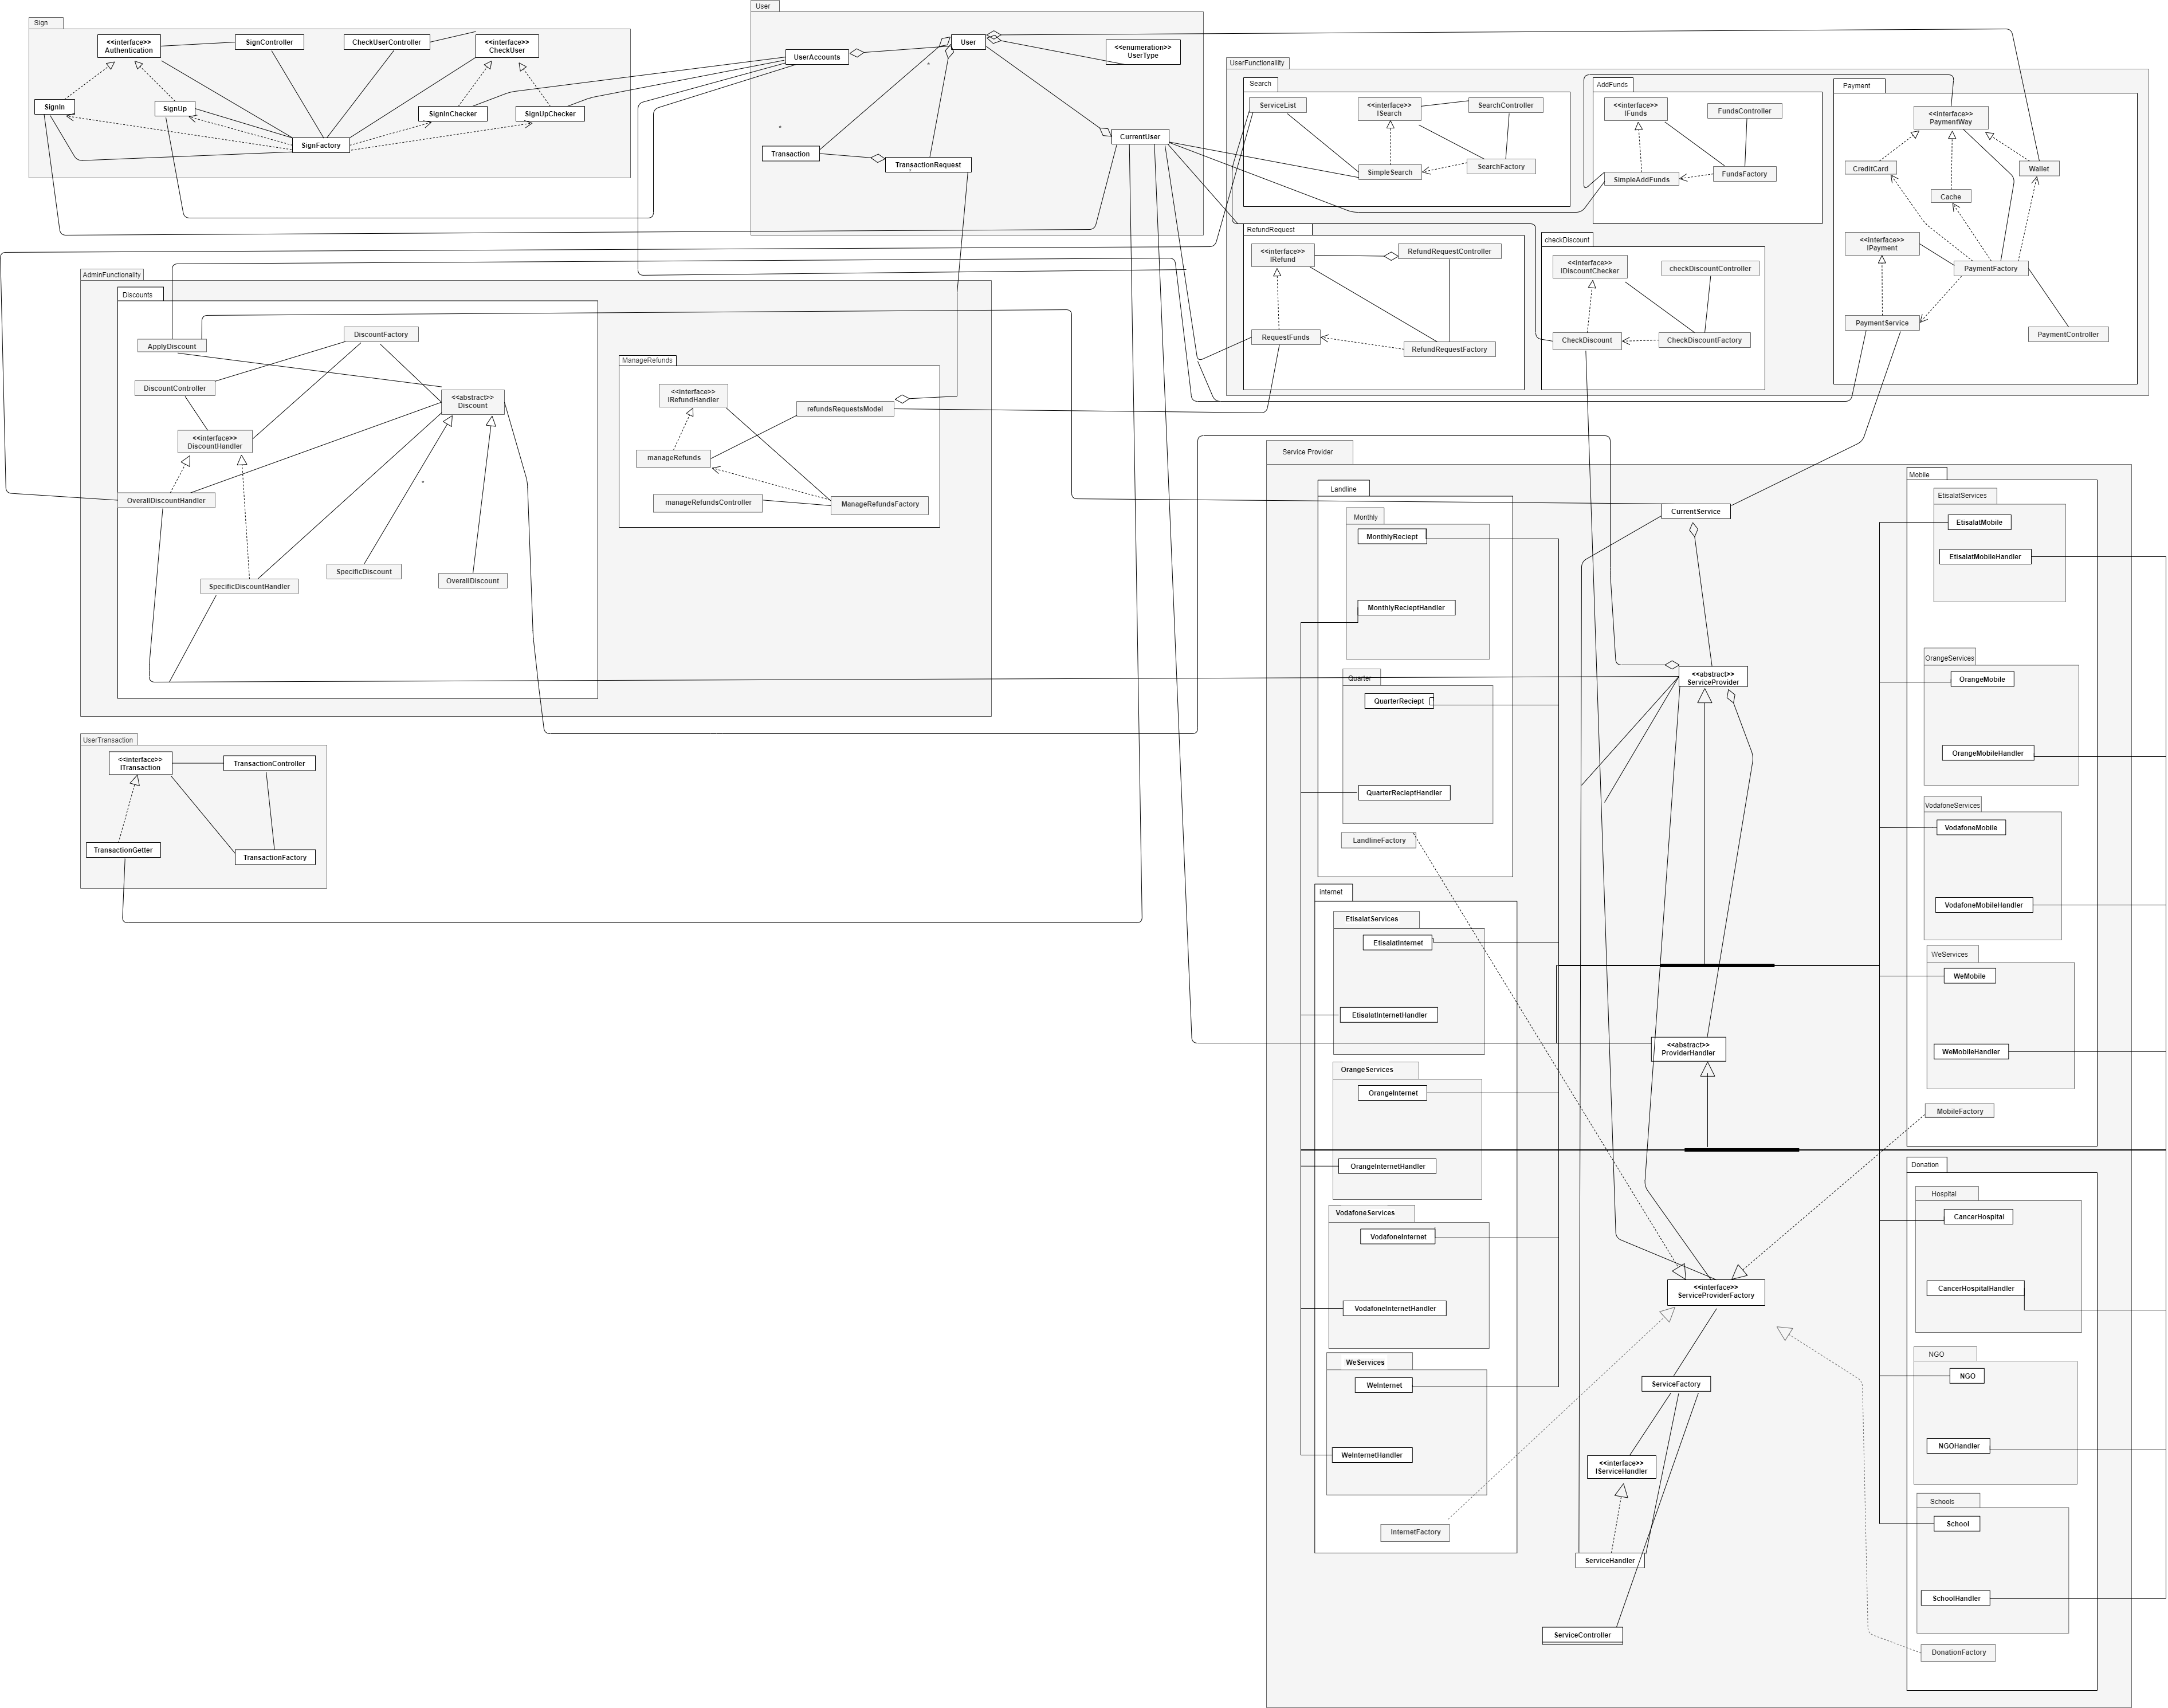 Sign
<<interface>>
Authentication
SignController
CheckUserController
<<interface>>
CheckUser
SignIn
SignUp
SignInChecker
SignUpChecker
SignFactory
User
UserAccounts
User
<<enumeration>>
UserType
*
*
CurrentUser
Transaction
TransactionRequest
*
UserFunctionallity
Search
ServiceList
<<interface>>
ISearch
SearchController
SimpleSearch
SearchFactory
AddFunds
<<interface>>
IFunds
FundsController
SimpleAddFunds
FundsFactory
Payment
<<interface>>
PaymentWay
CreditCard
Wallet
Cache
<<interface>>
IPayment
PaymentFactory
PaymentService
PaymentController
RefundRequest
<<interface>>
IRefund
RefundRequestController
RequestFunds
RefundRequestFactory
checkDiscount
<<interface>>
IDiscountChecker
checkDiscountController
CheckDiscount
CheckDiscountFactory
AdminFunctionality
Discounts
DiscountFactory
ApplyDiscount
DiscountController
<<abstract>>
Discount
<<interface>>
DiscountHandler
*
OverallDiscountHandler
SpecificDiscount
OverallDiscount
SpecificDiscountHandler
ManageRefunds
<<interface>>
IRefundHandler
refundsRequestsModel
manageRefunds
manageRefundsController
ManageRefundsFactory
UserTransaction
<<interface>>
ITransaction
TransactionController
TransactionGetter
TransactionFactory
Service Provider
Landline
Monthly
MonthlyReciept
MonthlyRecieptHandler
Quarter
QuarterReciept
QuarterRecieptHandler
LandlineFactory
internet
EtisalatServices
EtisalatInternet
EtisalatInternetHandler
OrangeServices
OrangeInternet
OrangeInternetHandler
VodafoneServices
VodafoneInternet
VodafoneInternetHandler
WeServices
WeInternet
WeInternetHandler
InternetFactory
CurrentService
<<abstract>>
ServiceProvider
<<abstract>>
ProviderHandler
<<interface>>
ServiceProviderFactory
ServiceFactory
<<interface>>
IServiceHandler
ServiceHandler
ServiceController
Mobile
EtisalatServices
EtisalatMobile
EtisalatMobileHandler
OrangeServices
OrangeMobile
OrangeMobileHandler
VodafoneServices
VodafoneMobile
VodafoneMobileHandler
WeServices
WeMobile
WeMobileHandler
MobileFactory
Donation
Hospital
CancerHospital
CancerHospitalHandler
NGO
NGO
NGOHandler
Schools
School
SchoolHandler
DonationFactory